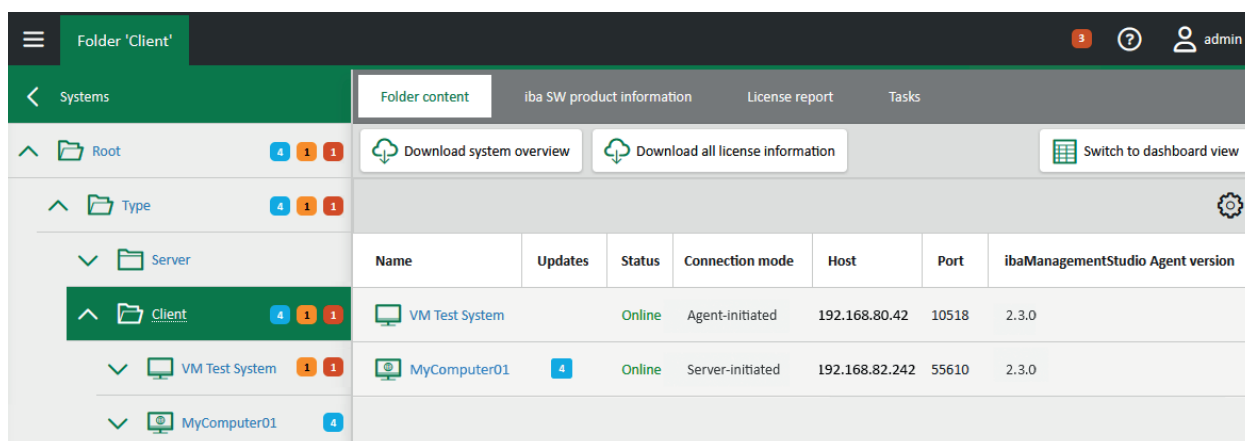 Folder 'Client' 3 ? admin
Systems
Folder content iba SW product information License report Tasks
Root 4 1 1
Download system overview Download all license information Switch to dashboard view
Type 4 1 1
Server
Name Updates Status Connection mode Host Port ibaManagementStudio Agent version
Client 4 1 1
VM Test System Online Agent-initiated 192.168.80.42 10518 2.3.0
VM Test System 1 1
MyComputer01 4 Online Server-initiated 192.168.82.242 55610 2.3.0
MyComputer01 4